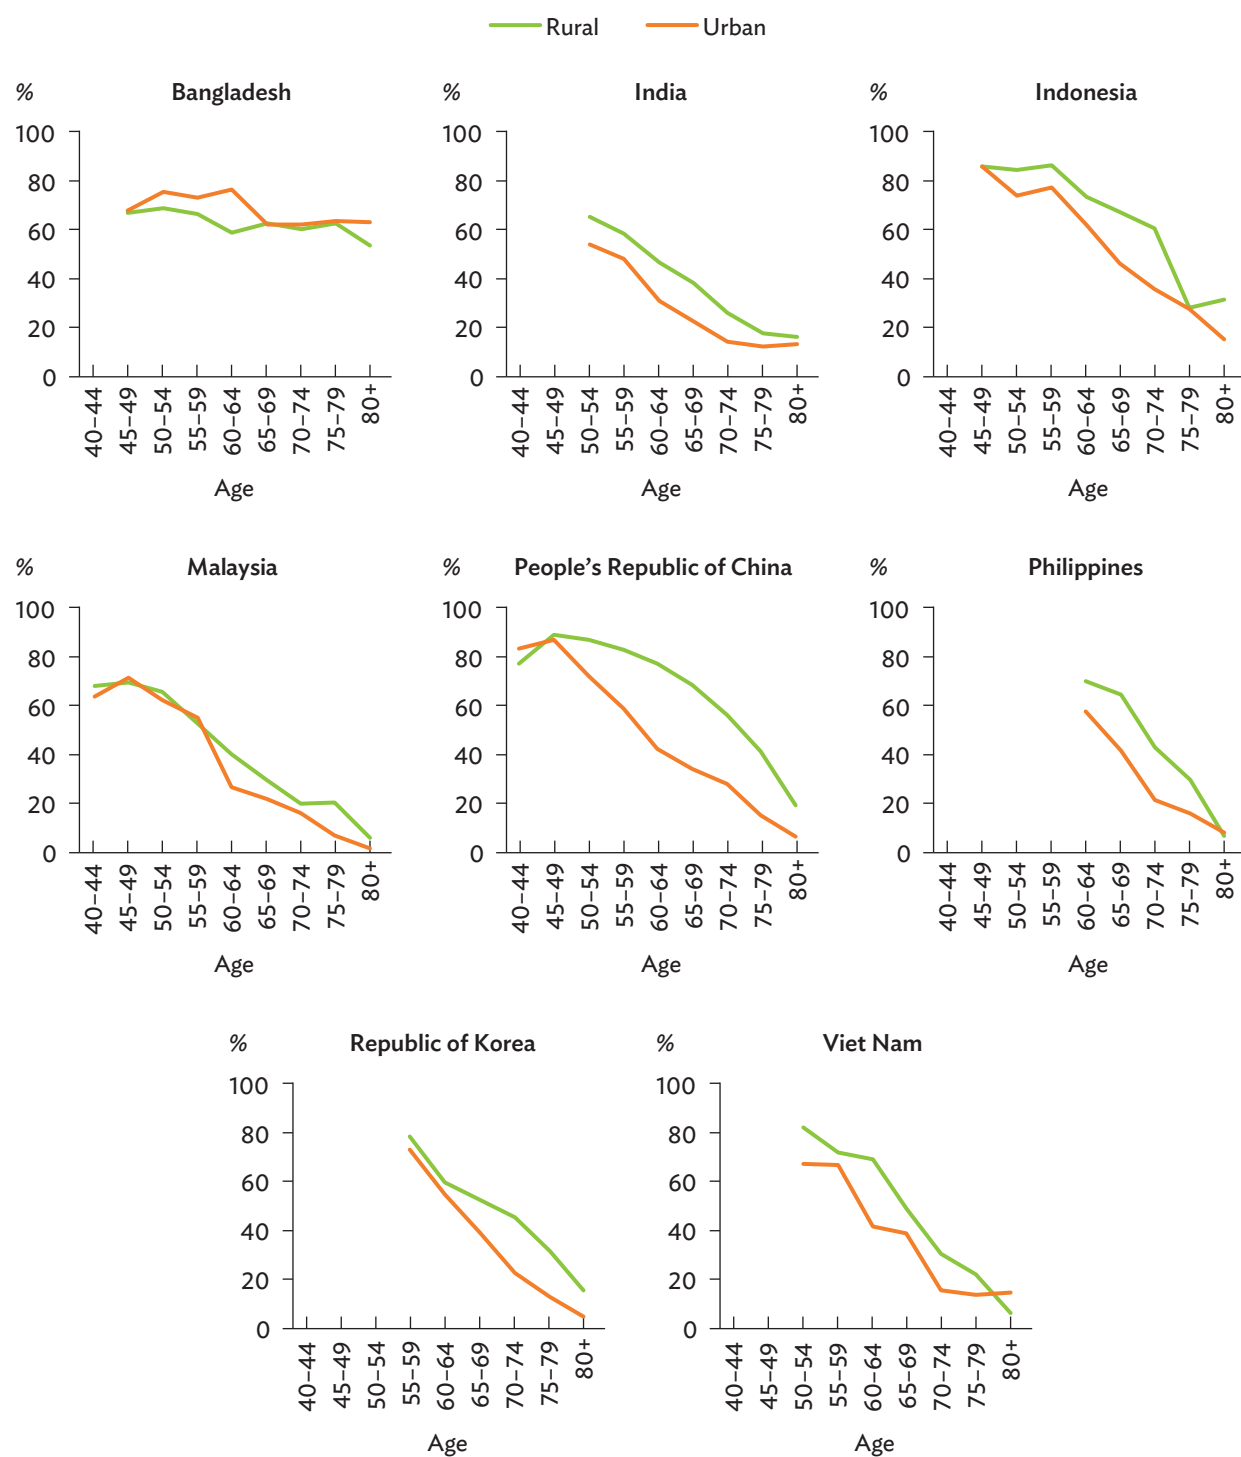 Rural Urban
% Bangladesh
100
80
60
40
20
0
40–44 45–49 50–54 55–59 60–64 65–69 70–74 75–79 80+
Age
% India
100
80
60
40
20
0
40–44 45–49 50–54 55–59 60–64 65–69 70–74 75–79 80+
Age
% Indonesia
100
80
60
40
20
0
40–44 45–49 50–54 55–59 60–64 65–69 70–74 75–79 80+
Age
% Malaysia
100
80
60
40
20
0
40–44 45–49 50–54 55–59 60–64 65–69 70–74 75–79 80+
Age
% People’s Republic of China
100
80
60
40
20
0
40–44 45–49 50–54 55–59 60–64 65–69 70–74 75–79 80+
Age
% Philippines
100
80
60
40
20
0
40–44 45–49 50–54 55–59 60–64 65–69 70–74 75–79 80+
Age
% Republic of Korea
100
80
60
40
20
0
40–44 45–49 50–54 55–59 60–64 65–69 70–74 75–79 80+
Age
% Viet Nam
100
80
60
40
20
0
40–44 45–49 50–54 55–59 60–64 65–69 70–74 75–79 80+
Age